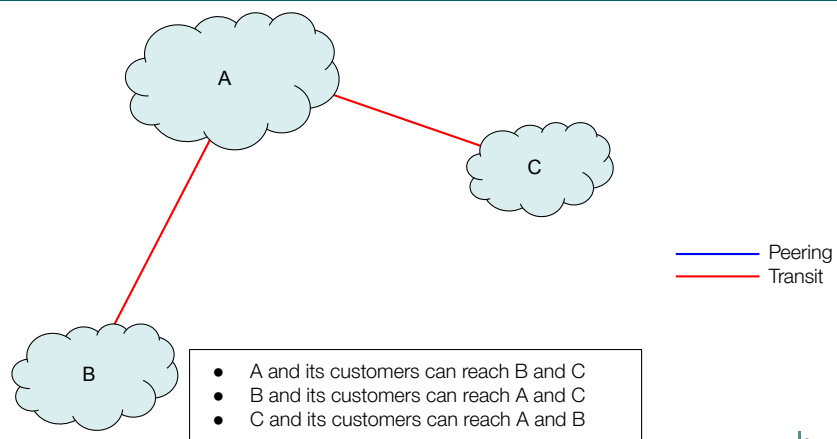 A
C
Peering
Transit
B
● A and its customers can reach B and C
● B and its customers can reach A and C
● C and its customers can reach A and B